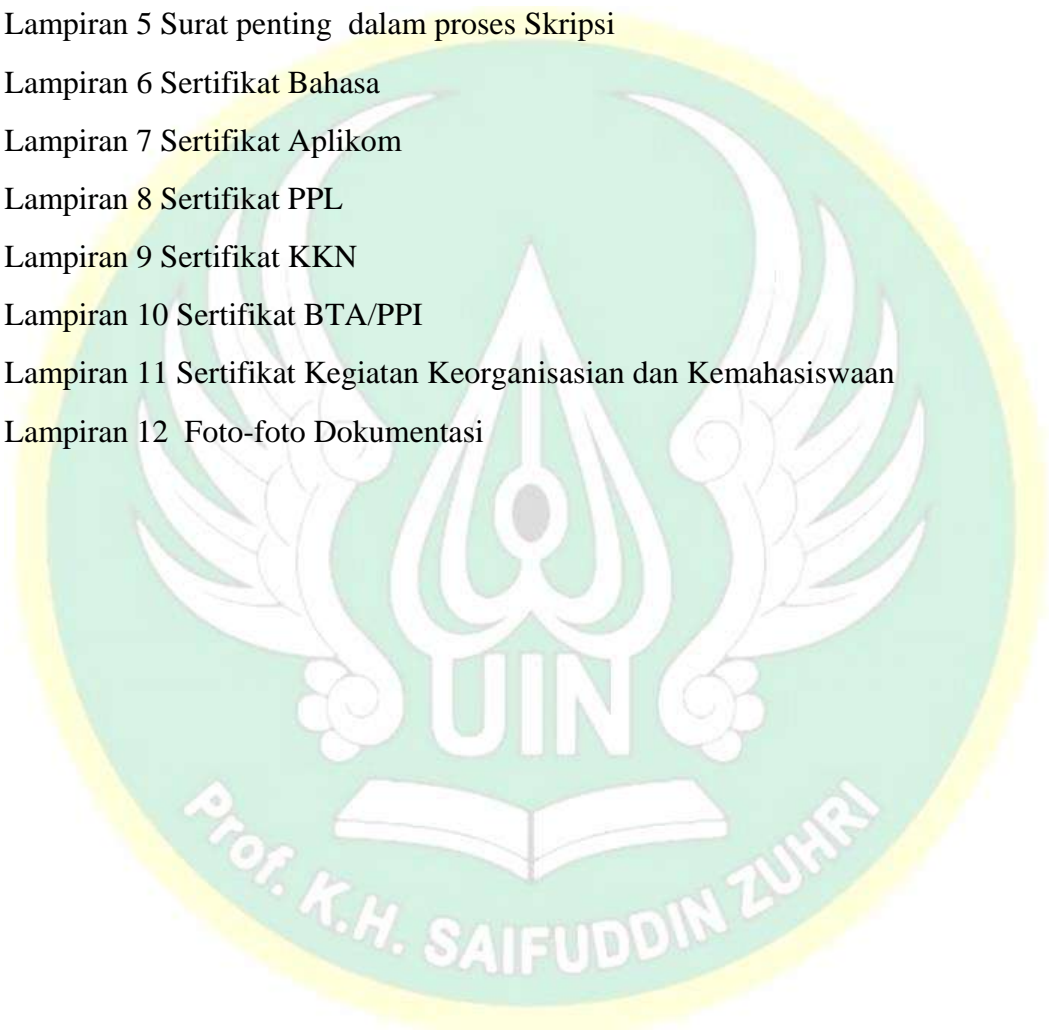 Lampiran 5 Surat penting  dalam proses Skripsi
Lampiran 6 Sertifikat Bahasa
Lampiran 7 Sertifikat Aplikom
Lampiran 8 Sertifikat PPL
Lampiran 9 Sertifikat KKN
Lampiran 10 Sertifikat BTA/PPI
Lampiran 11 Sertifikat Kegiatan Keorganisasian dan Kemahasiswaan
Lampiran 12  Foto-foto Dokumentasi
UIN
Prof. K.H. SAIFUDDIN ZUHRI